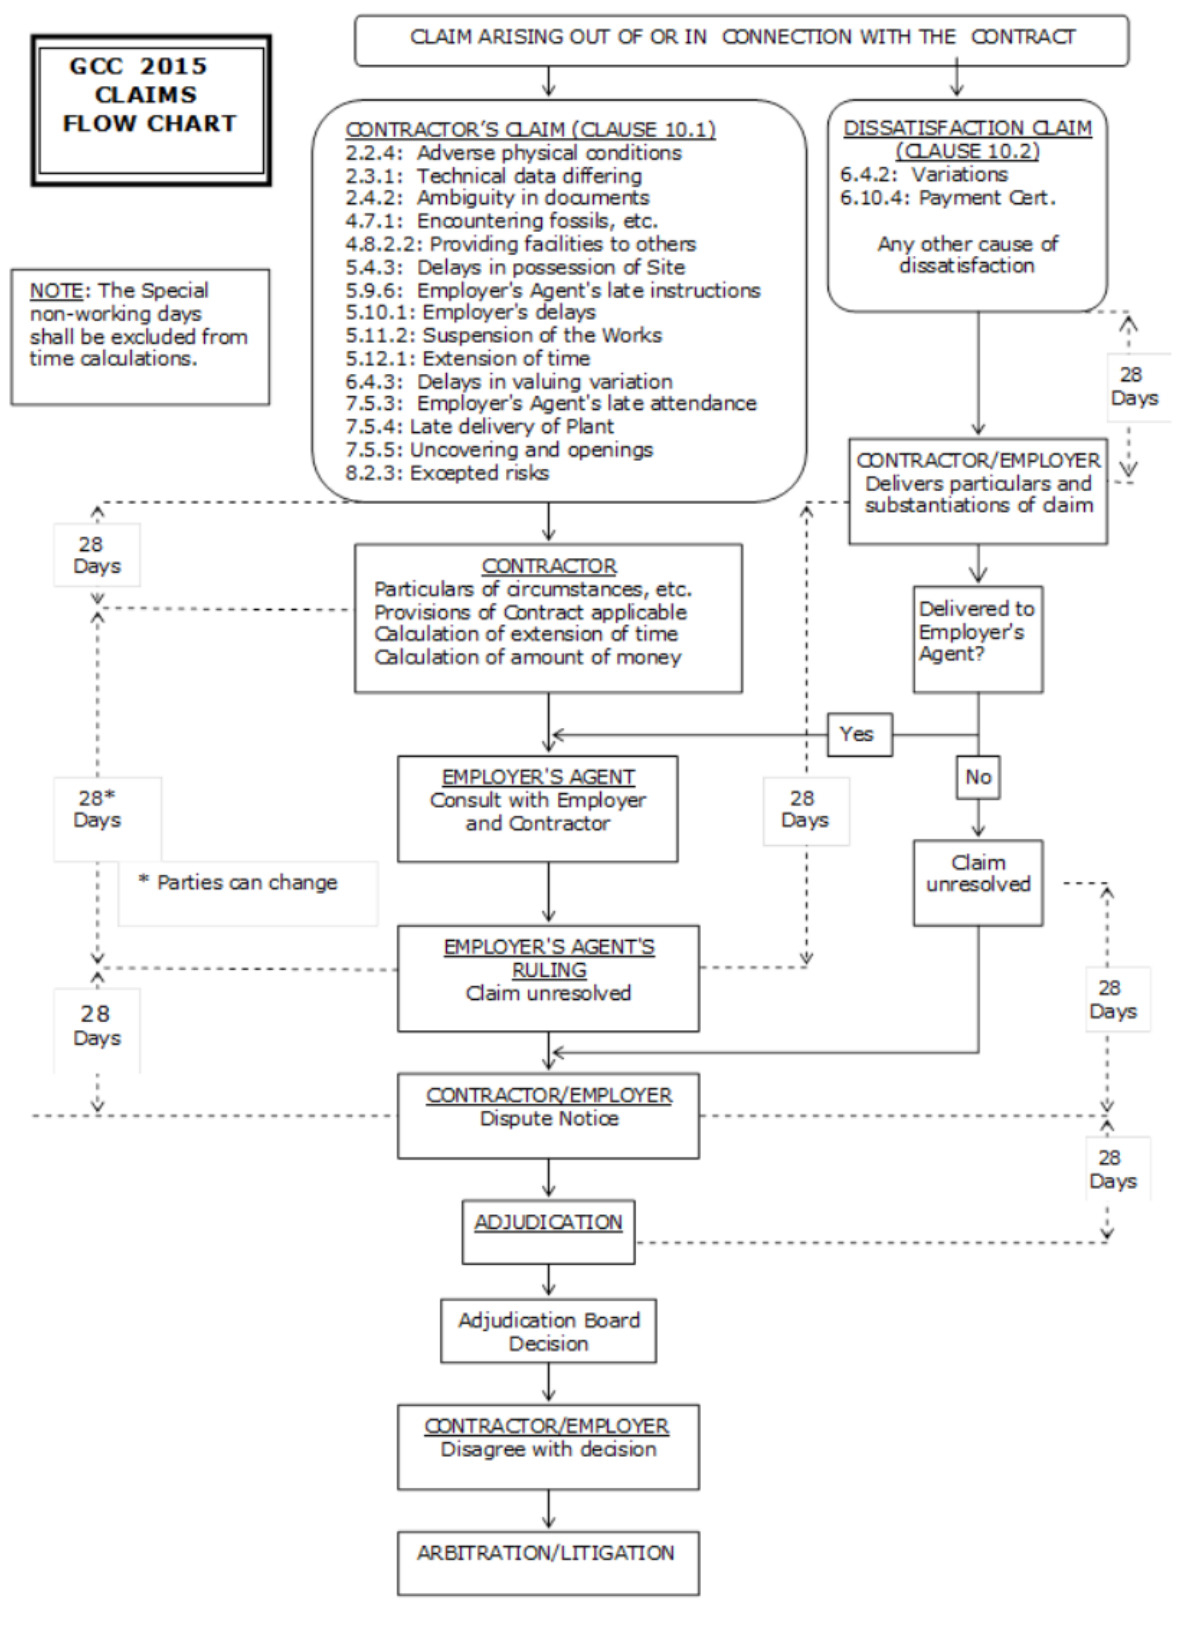 CLAIM ARISING OUT OF OR IN CONNECTION WITH THE CONTRACT
GCC 2015
CLAIMS
FLOW CHART
NOTE: The Special
non-working days
shall be excluded from
time calculations.
CONTRACTOR'S CLAIM (CLAUSE 10.1)
2.2.4: Adverse physical conditions
2.3.1: Technical data differing
2.4.2: Ambiguity in documents
4.7.1: Encountering fossils, etc.
4.8.2.2: Providing facilities to others
5.4.3: Delays in possession of Site
5.9.6: Employer's Agent's late instructions
5.10.1: Employer's delays
5.11.2: Suspension of the Works
5.12.1: Extension of time
6.4.3: Delays in valuing variation
7.5.3: Employer's Agent's late attendance
7.5.4: Late delivery of Plant
7.5.5: Uncovering and openings
8.2.3: Excepted risks
DISSATISFACTION CLAIM
(CLAUSE 10.2)
6.4.2: Variations
6.10.4: Payment Cert.
Any other cause of
dissatisfaction
28
Days
CONTRACTOR/EMPLOYER
Delivers particulars and
substantiations of claim
28
Days
CONTRACTOR
Particulars of circumstances, etc.
Provisions of Contract applicable
Calculation of extension of time
Calculation of amount of money
Delivered to
Employer's
Agent?
Yes
No
EMPLOYER'S AGENT
Consult with Employer
and Contractor
28*
Days
* Parties can change
28
Days
Claim
unresolved
EMPLOYER'S AGENT'S
RULING
Claim unresolved
28
Days
28
Days
CONTRACTOR/EMPLOYER
Dispute Notice
28
Days
ADJUDICATION
Adjudication Board
Decision
CONTRACTOR/EMPLOYER
Disagree with decision
ARBITRATION/LITIGATION